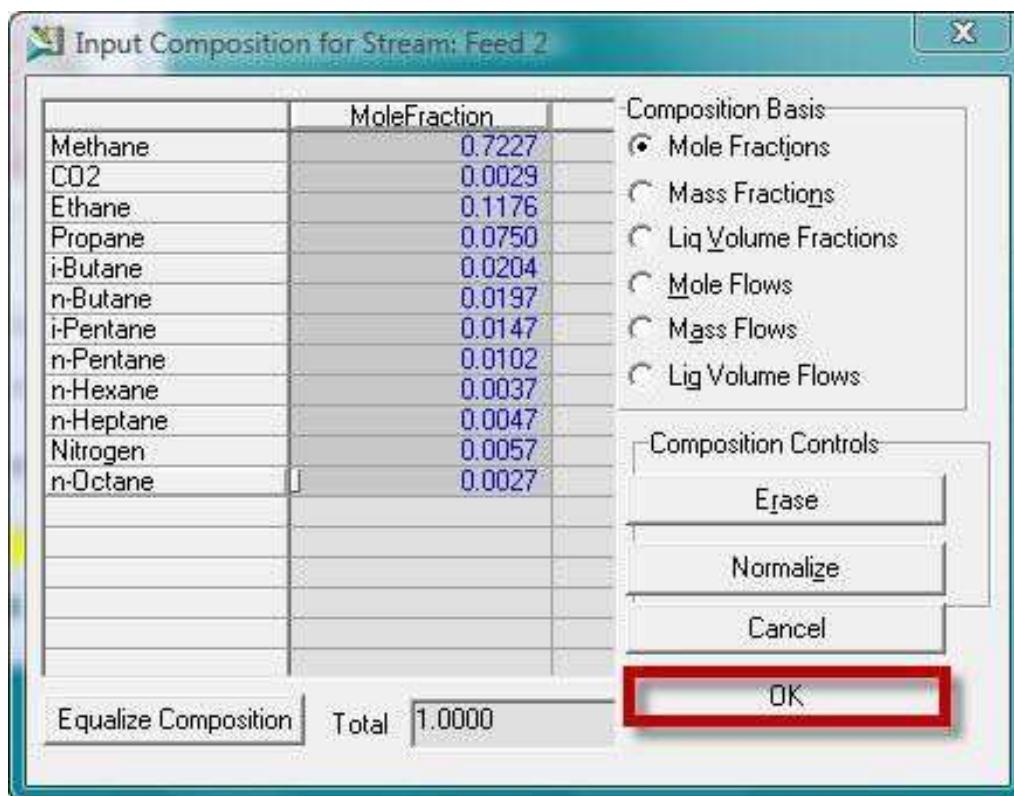 Input Composition for Stream: Feed 2
MoleFraction
Methane 0.7227
CO2 0.0029
Ethane 0.1176
Propane 0.0750
i-Butane 0.0204
n-Butane 0.0197
i-Pentane 0.0147
n-Pentane 0.0102
n-Hexane 0.0037
n-Heptane 0.0047
Nitrogen 0.0057
n-Octane 0.0027
Equalize Composition
Total 1.0000
Composition Basis
Mole Fractions
Mass Fractions
Liq Volume Fractions
Mole Flows
Mass Flows
Liq Volume Flows
Composition Controls
Erase
Normalize
Cancel
OK